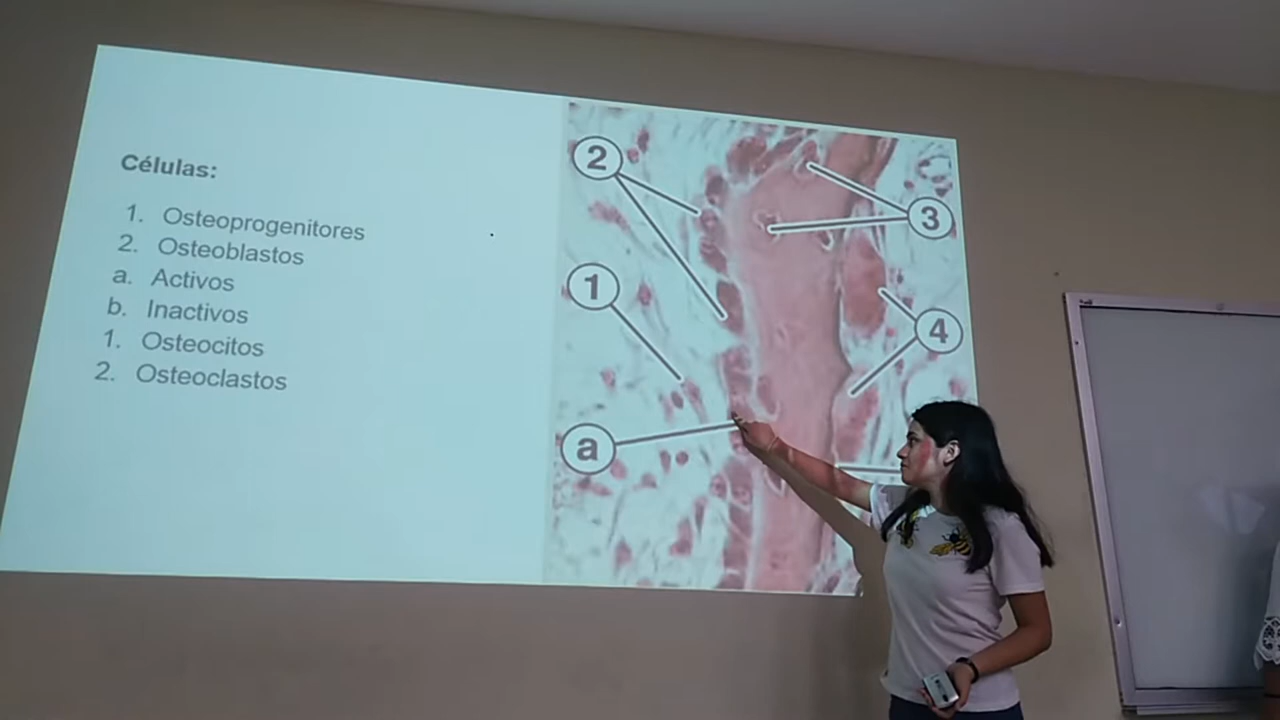 Células:
1. Osteoprogenitores
2. Osteoblastos
a. Activos
b. Inactivos
1. Osteocitos
2. Osteoclastos
2
3
1
4
a